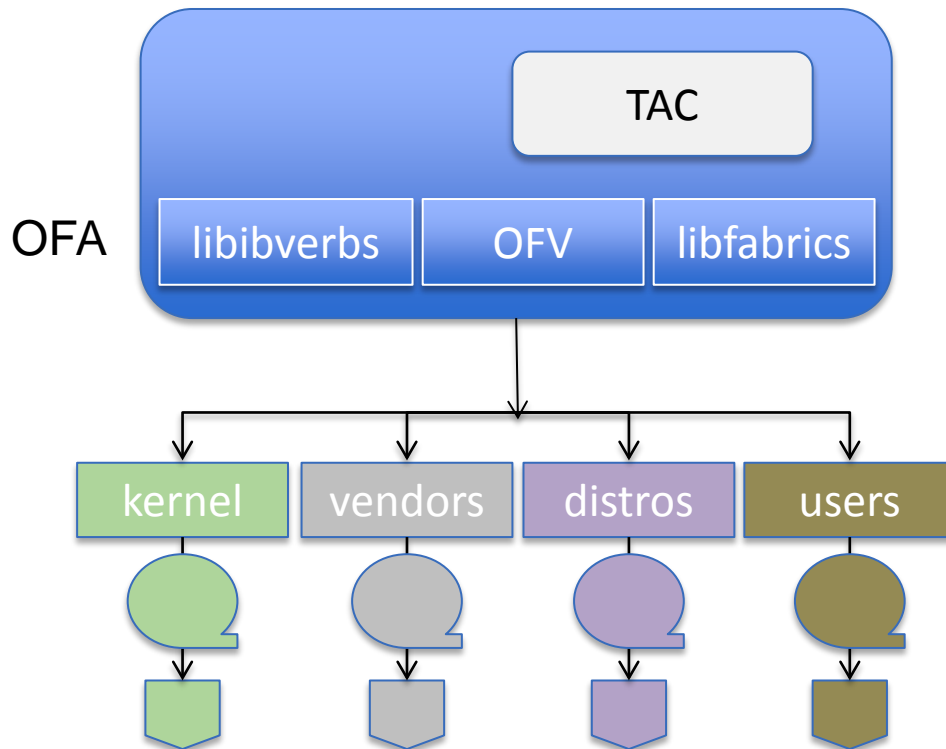 TAC
OFA
libibverbs
OFV
libfabrics
kernel
vendors
distros
users